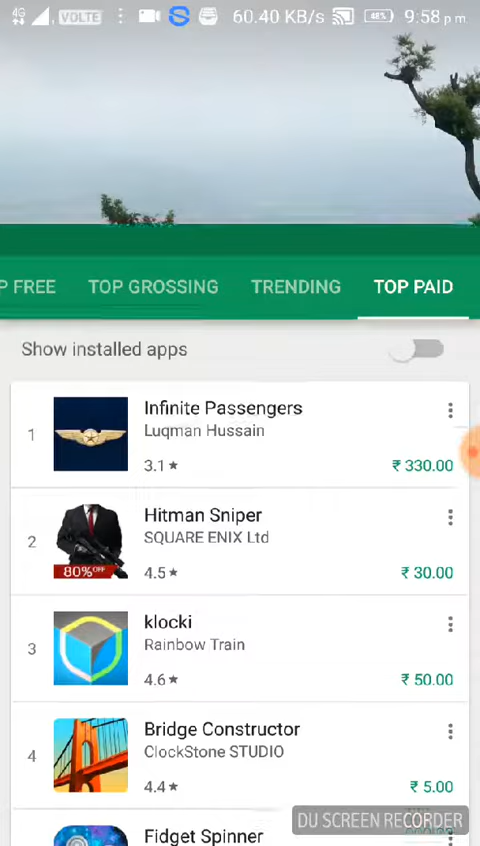 4G VOLTE 60.40 KB/s 48% 9:58 pm
P FREE TOP GROSSING TRENDING TOP PAID
Show installed apps
1 Infinite Passengers
Luqman Hussain
3.1 ★ ₹ 330.00
2 Hitman Sniper
SQUARE ENIX Ltd
80% OFF
4.5 ★ ₹ 30.00
3 klocki
Rainbow Train
4.6 ★ ₹ 50.00
4 Bridge Constructor
ClockStone STUDIO
4.4 ★ ₹ 5.00
Fidget Spinner
DU SCREEN RECORDER